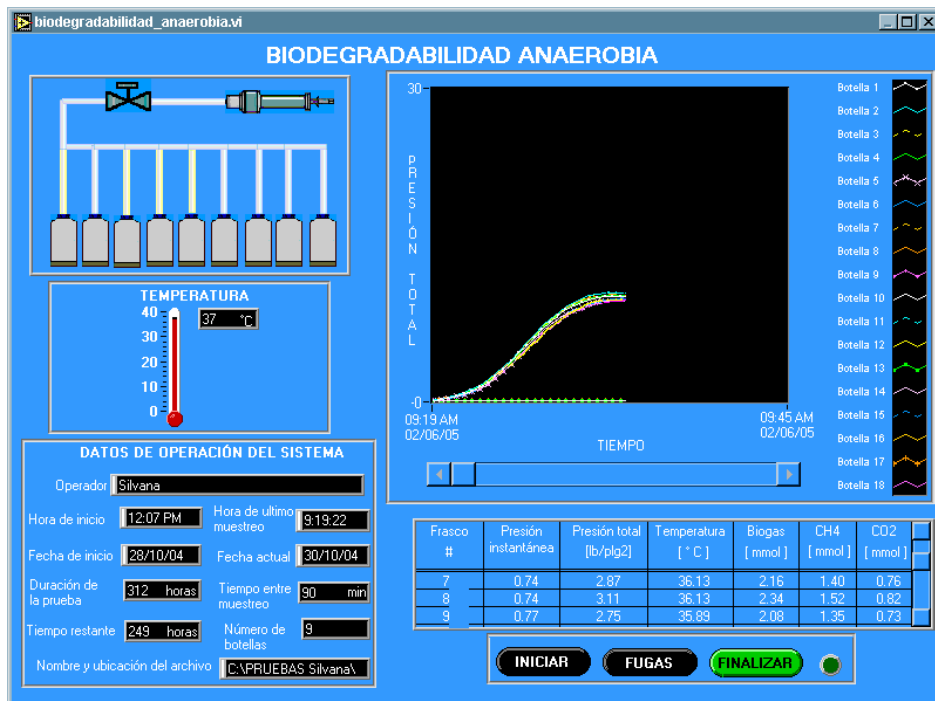 biodegradabilidad_anaerobia.vi
BIODEGRADABILIDAD ANAEROBIA
TEMPERATURA
40
30
20
10
0
37 °C
DATOS DE OPERACIÓN DEL SISTEMA
Operador Silvana
Hora de inicio 12:07 PM
Hora de ultimo
muestreo 9:19:22
Fecha de inicio 28/10/04
Fecha actual 30/10/04
Duración de
la prueba 312 horas
Tiempo entre
muestreo 90 min
Tiempo restante 249 horas
Número de
botellas 9
Nombre y ubicación del archivo C:\PRUEBAS Silvana\
PRESIÓN TOTAL
30
-0
09:19 AM
02/06/05
09:45 AM
02/06/05
TIEMPO
Botella 1
Botella 2
Botella 3
Botella 4
Botella 5
Botella 6
Botella 7
Botella 8
Botella 9
Botella 10
Botella 11
Botella 12
Botella 13
Botella 14
Botella 15
Botella 16
Botella 17
Botella 18
Frasco Presión Presión total Temperatura Biogas CH4 CO2
# instantánea [lb/plg2] [ ° C ] [ mmol ] [ mmol ] [ mmol ]
7 0.74 2.87 36.13 2.16 1.40 0.76
8 0.74 3.11 36.13 2.34 1.52 0.82
9 0.77 2.75 35.89 2.08 1.35 0.73
INICIAR FUGAS FINALIZAR